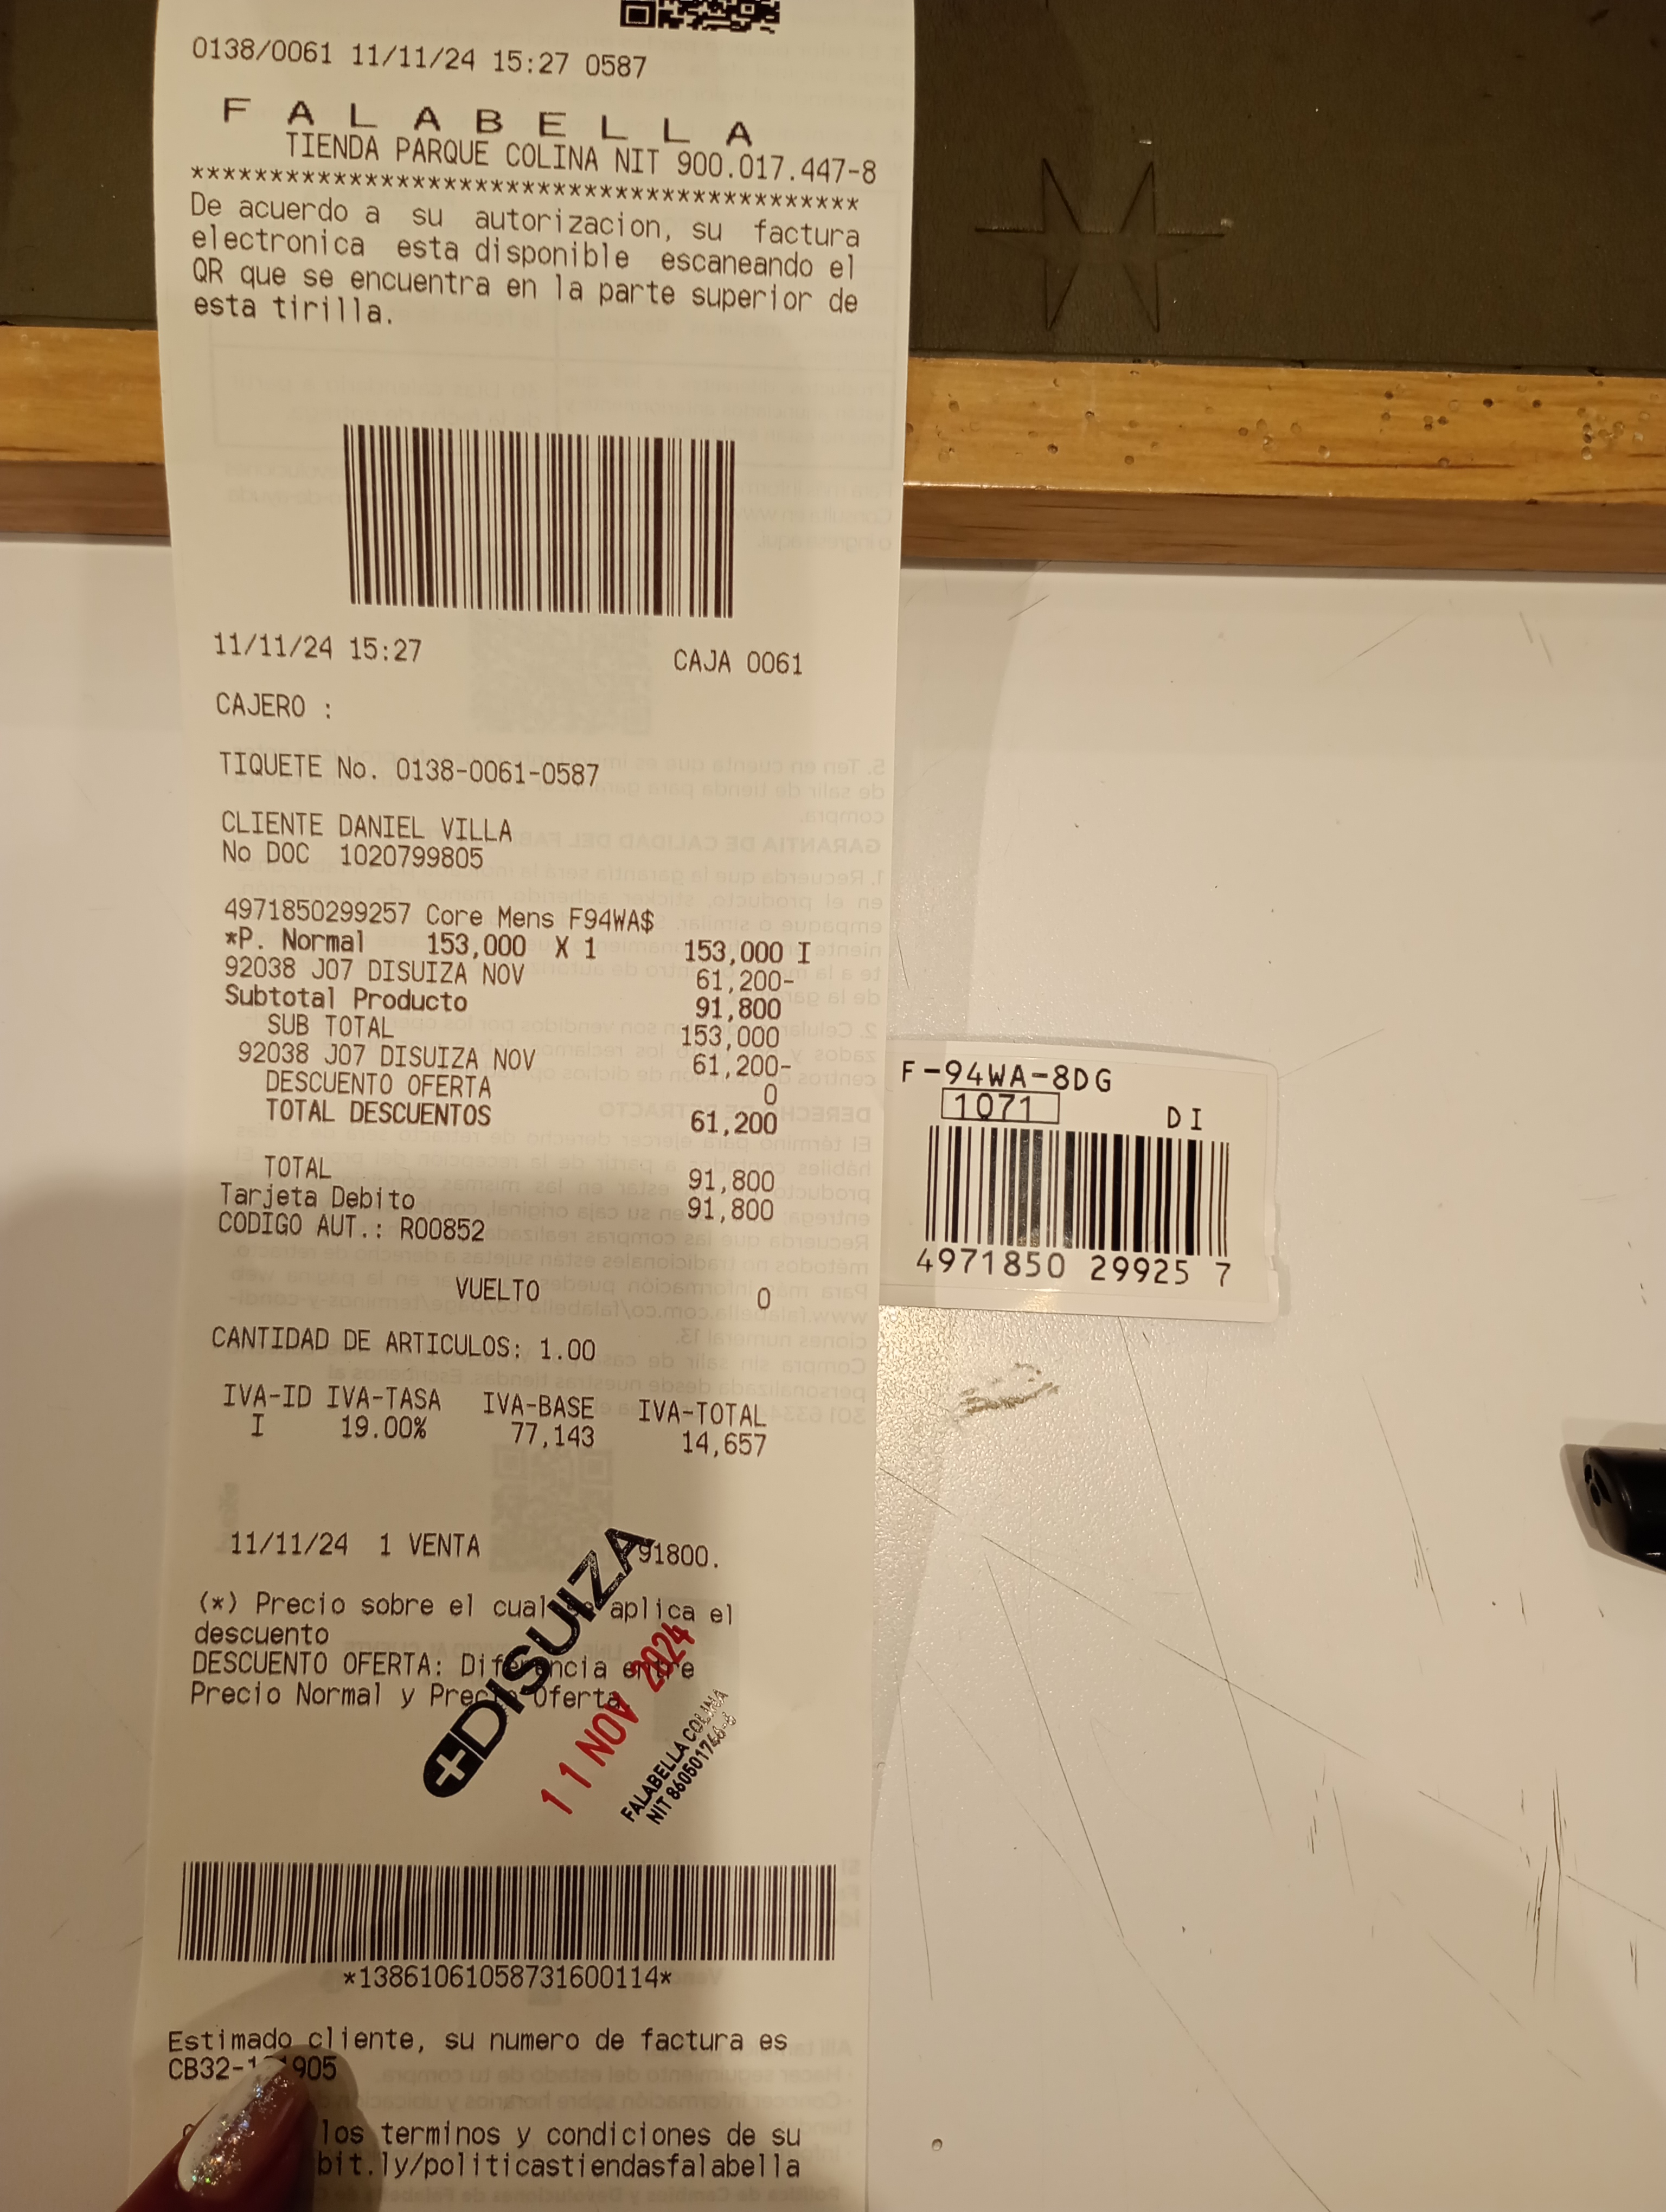 0138/0061 11/11/24 15:27 0587
F A L A B E L L A
TIENDA PARQUE COLINA NIT 900.017.447-8
*******************************************
De acuerdo a su autorizacion, su factura
electronica esta disponible escaneando el
QR que se encuentra en la parte superior de
esta tirilla.
11/11/24 15:27 CAJA 0061
CAJERO :
TIQUETE No. 0138-0061-0587
CLIENTE DANIEL VILLA
No DOC 1020799805
4971850299257 Core Mens F94WA$
*P. Normal 153,000 X 1 153,000 I
92038 J07 DISUIZA NOV 61,200-
Subtotal Producto 91,800
SUB TOTAL 153,000
92038 J07 DISUIZA NOV 61,200-
DESCUENTO OFERTA 0
TOTAL DESCUENTOS 61,200
TOTAL 91,800
Tarjeta Debito 91,800
CODIGO AUT.: R00852
VUELTO 0
CANTIDAD DE ARTICULOS: 1.00
IVA-ID IVA-TASA IVA-BASE IVA-TOTAL
I 19.00% 77,143 14,657
11/11/24 1 VENTA 91800.
(*) Precio sobre el cual se aplica el
descuento
DESCUENTO OFERTA: Diferencia entre
Precio Normal y Precio Oferta.
DISUIZA
11 NOV 2024
FALABELLA COLINA
NIT 860501746-8
*13861061058731600114*
Estimado cliente, su numero de factura es
los terminos y condiciones de su
bit.ly/politicastiendasfalabella
F-94WA-8DG
1071 DI
4971850 29925 7